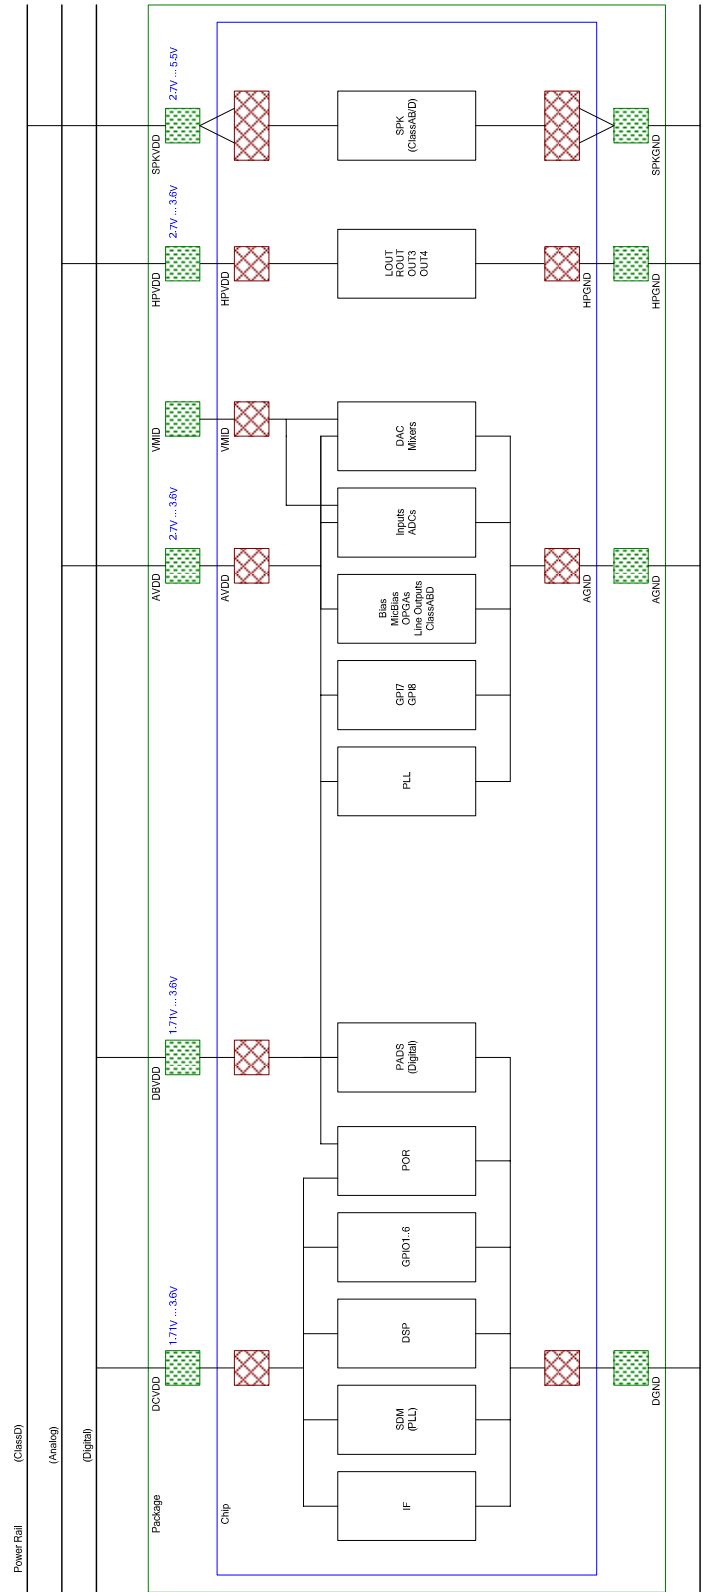 Power Rail
(ClassD)
(Analog)
(Digital)
Package
Chip
DCVDD
1.71V ... 3.6V
DBVDD
1.71V ... 3.6V
AVDD
2.7V ... 3.6V
VMID
HPVDD
2.7V ... 3.6V
SPKVDD
2.7V ... 5.5V
AVDD
VMID
HPVDD
IF
SDM
(PLL)
DSP
GPIO1..6
POR
PADS
(Digital)
PLL
GPI7
GPI8
Bias
MicBias
OPGAs
Line Outputs
ClassABD
Inputs
ADCs
DAC
Mixers
LOUT
ROUT
OUT3
OUT4
SPK
(ClassAB/D)
AGND
HPGND
DGND
AGND
HPGND
SPKGND